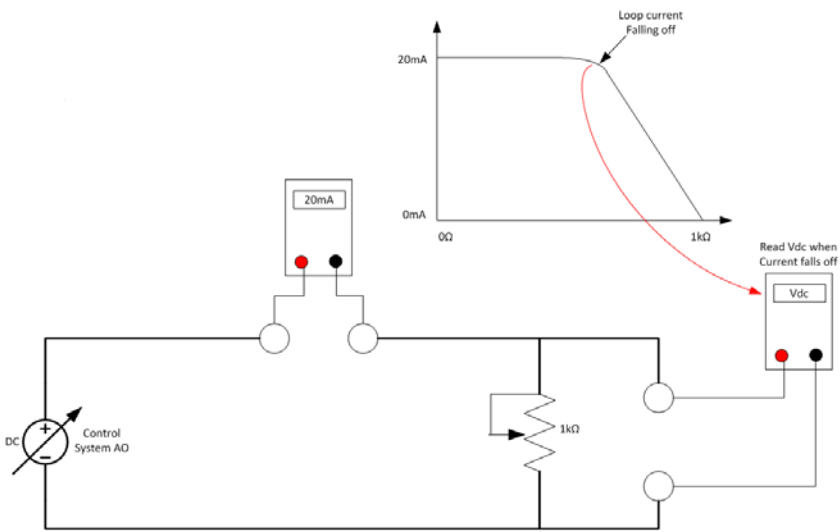 Loop current
Falling off
20mA
0mA
0Ω
1kΩ
20mA
Read Vdc when
Current falls off
Vdc
DC
+
−
Control
System AO
1kΩ